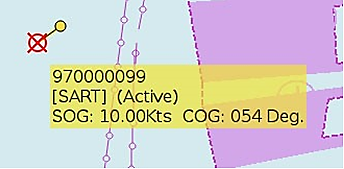 970000099
[SART] (Active)
SOG: 10.00Kts COG: 054 Deg.